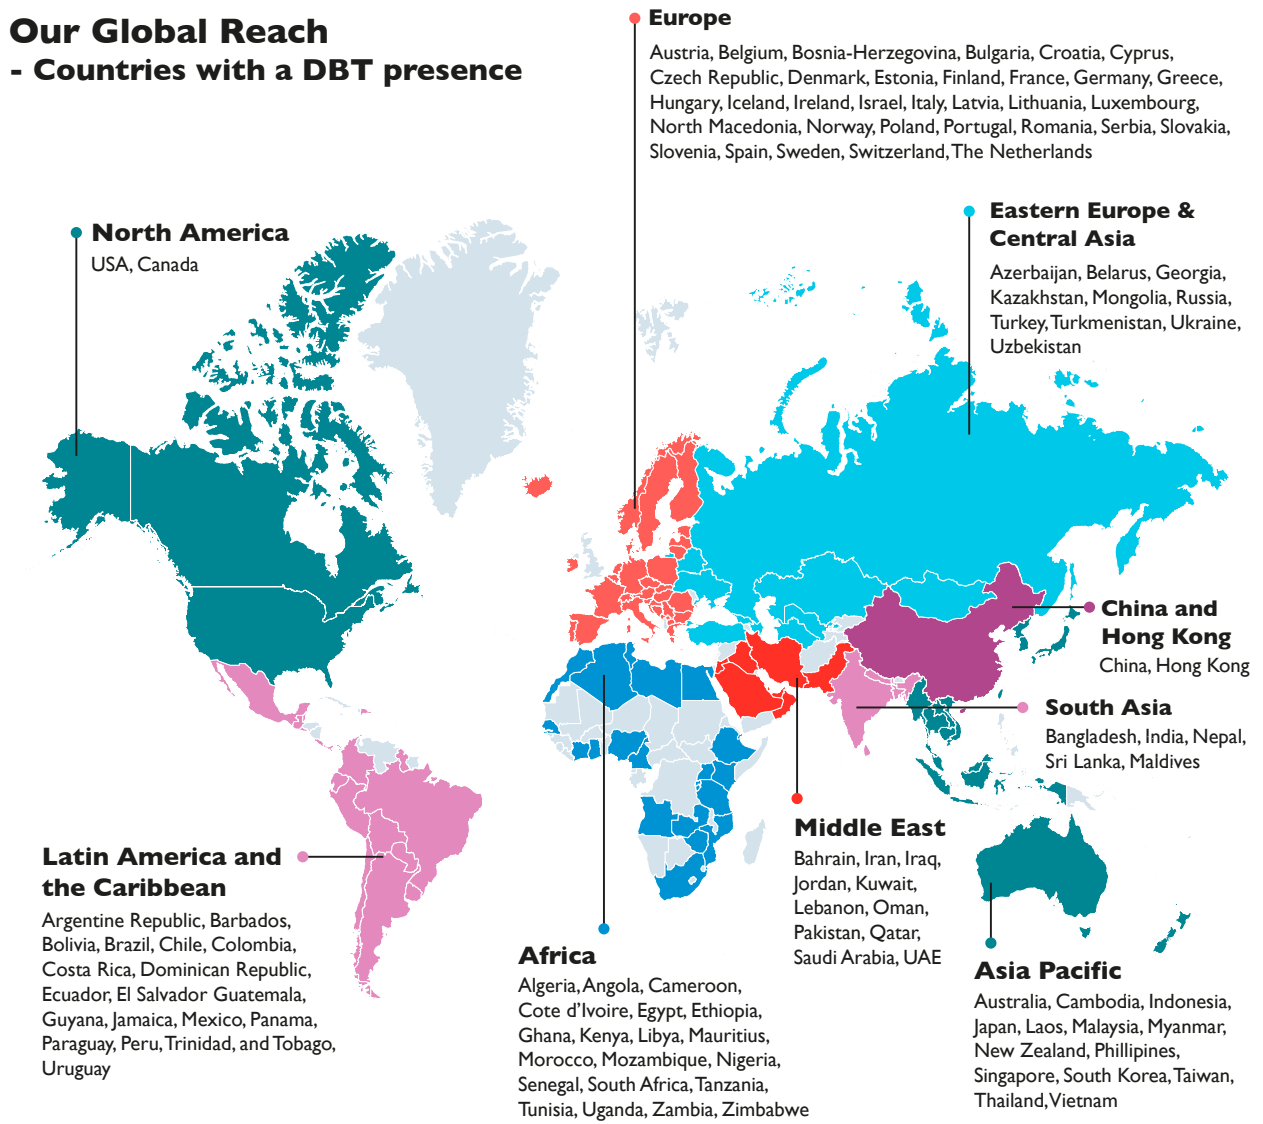 Our Global Reach
- Countries with a DBT presence
Europe
Austria, Belgium, Bosnia-Herzegovina, Bulgaria, Croatia, Cyprus,
Czech Republic, Denmark, Estonia, Finland, France, Germany, Greece,
Hungary, Iceland, Ireland, Israel, Italy, Latvia, Lithuania, Luxembourg,
North Macedonia, Norway, Poland, Portugal, Romania, Serbia, Slovakia,
Slovenia, Spain, Sweden, Switzerland, The Netherlands
North America
USA, Canada
Eastern Europe &
Central Asia
Azerbaijan, Belarus, Georgia,
Kazakhstan, Mongolia, Russia,
Turkey, Turkmenistan, Ukraine,
Uzbekistan
China and
Hong Kong
China, Hong Kong
South Asia
Bangladesh, India, Nepal,
Sri Lanka, Maldives
Middle East
Bahrain, Iran, Iraq,
Jordan, Kuwait,
Lebanon, Oman,
Pakistan, Qatar,
Saudi Arabia, UAE
Latin America and
the Caribbean
Argentine Republic, Barbados,
Bolivia, Brazil, Chile, Colombia,
Costa Rica, Dominican Republic,
Ecuador, El Salvador Guatemala,
Guyana, Jamaica, Mexico, Panama,
Paraguay, Peru, Trinidad, and Tobago,
Uruguay
Africa
Algeria, Angola, Cameroon,
Cote d'Ivoire, Egypt, Ethiopia,
Ghana, Kenya, Libya, Mauritius,
Morocco, Mozambique, Nigeria,
Senegal, South Africa, Tanzania,
Tunisia, Uganda, Zambia, Zimbabwe
Asia Pacific
Australia, Cambodia, Indonesia,
Japan, Laos, Malaysia, Myanmar,
New Zealand, Phillipines,
Singapore, South Korea, Taiwan,
Thailand, Vietnam